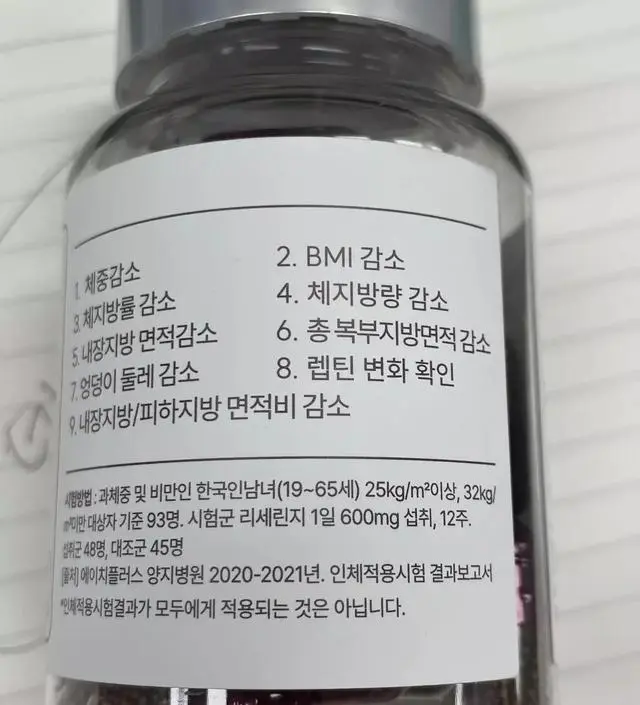 1. 체중감소
2. BMI 감소
3. 체지방률 감소
4. 체지방량 감소
5. 내장지방 면적감소
6. 총 복부지방면적 감소
7. 엉덩이 둘레 감소
8. 렙틴 변화 확인
9. 내장지방/피하지방 면적비 감소
시험방법 : 과체중 및 비만인 한국인남녀(19~65세) 25kg/m²이상, 32kg/
m²미만 대상자 기준 93명. 시험군 리세린지 1일 600mg 섭취, 12주.
섭취군 48명, 대조군 45명
[출처] 에이치플러스 양지병원 2020-2021년. 인체적용시험 결과보고서
*인체적용시험결과가 모두에게 적용되는 것은 아닙니다.